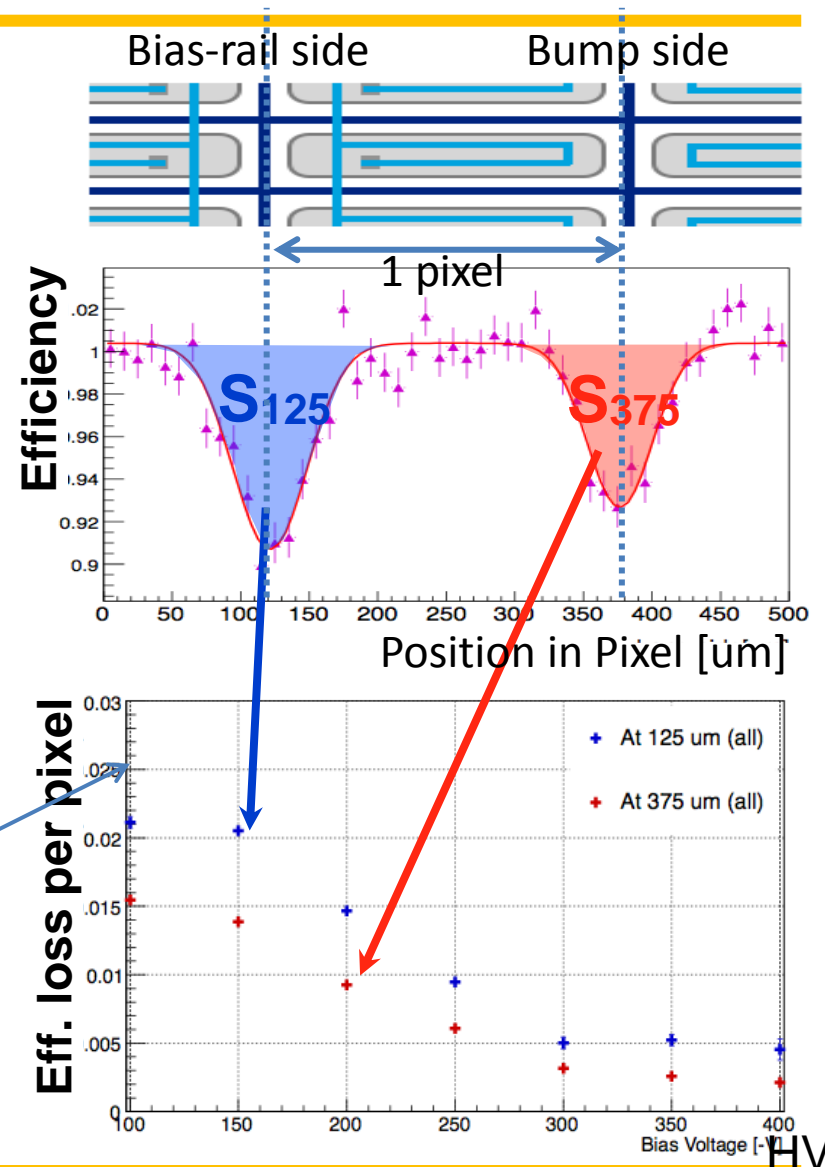 Bias-rail side Bump side
1 pixel
Efficiency
.02
1
.98
.96
.94
0.92
0.9
S125
S375
0 50 100 150 200 250 300 350 400 450 500
Position in Pixel [um]
Eff. loss per pixel
0.03
.025
0.02
.015
0.01
.005
0
At 125 um (all)
At 375 um (all)
100 150 200 250 300 350 400
Bias Voltage [-V]
HV